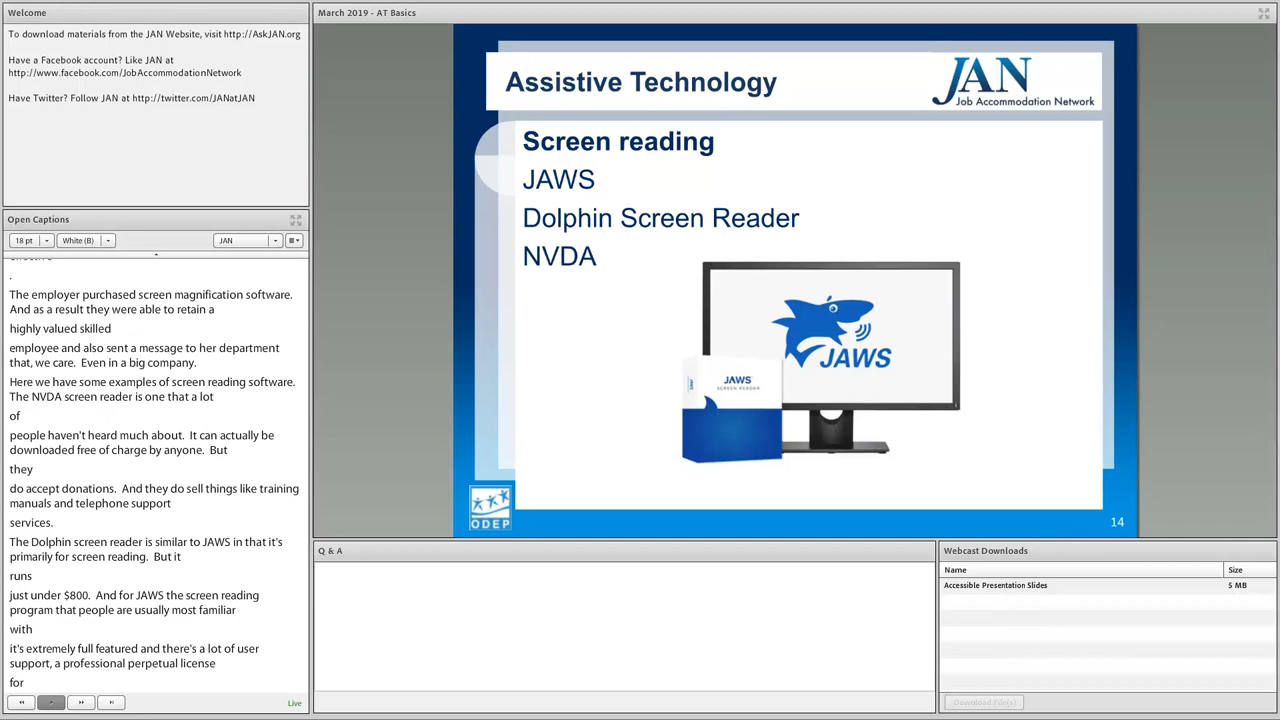 Welcome
To download materials from the JAN Website, visit http://AskJAN.org
Have a Facebook account? Like JAN at
http://www.facebook.com/JobAccommodationNetwork
Have Twitter? Follow JAN at http://twitter.com/JANatJAN
Open Captions
18 pt
White (B)
JAN
.
The employer purchased screen magnification software.
And as a result they were able to retain a
highly valued skilled
employee and also sent a message to her department
that, we care.  Even in a big company.
Here we have some examples of screen reading software.
The NVDA screen reader is one that a lot
of
people haven't heard much about.  It can actually be
downloaded free of charge by anyone.  But
they
do accept donations.  And they do sell things like training
manuals and telephone support
services.
The Dolphin screen reader is similar to JAWS in that it's
primarily for screen reading.  But it
runs
just under $800.  And for JAWS the screen reading
program that people are usually most familiar
with
it's extremely full featured and there's a lot of user
support, a professional perpetual license
for
Live
March 2019 - AT Basics
Assistive Technology
JAN
Job Accommodation Network
Screen reading
JAWS
Dolphin Screen Reader
NVDA
JAWS
JAWS
SCREEN READER
ODEP
14
Q & A
Webcast Downloads
Name
Size
Accessible Presentation Slides
5 MB
Download File(s)